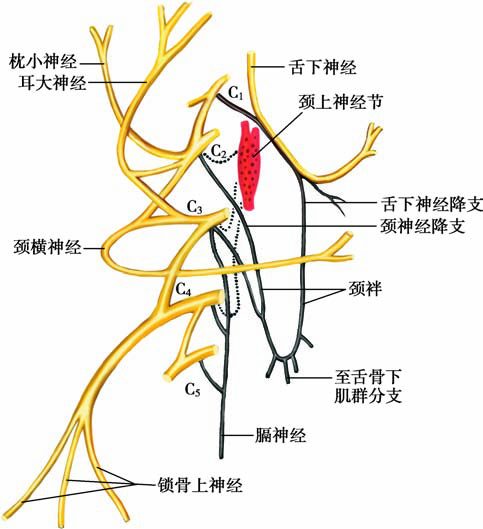 枕小神经
耳大神经
C1
舌下神经
颈上神经节
C2
舌下神经降支
C3
颈神经降支
颈横神经
C4
颈袢
至舌骨下
肌群分支
C5
膈神经
锁骨上神经